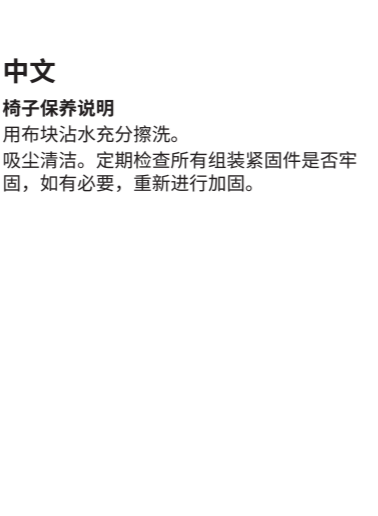 中文
椅子保养说明
用布块沾水充分擦洗。
吸尘清洁。定期检查所有组装紧固件是否牢
固，如有必要，重新进行加固。